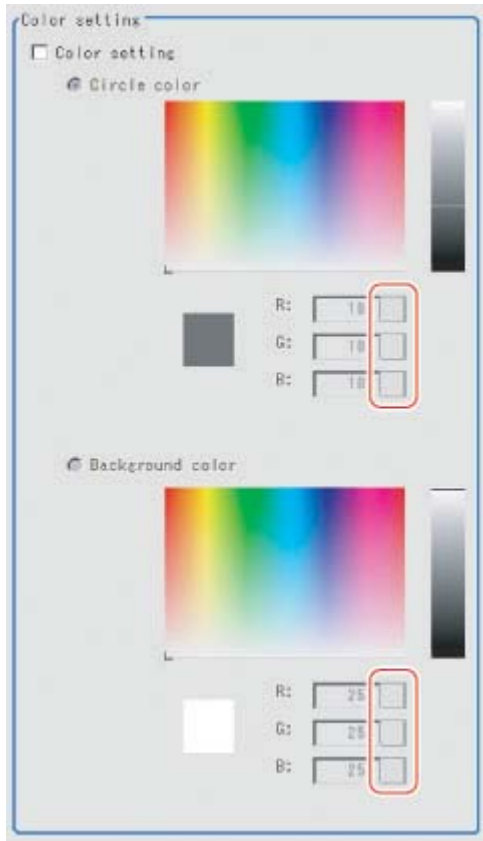 Color setting
Color setting
Circle color
R: 10
G: 10
B: 10
Background color
R: 25
G: 25
B: 25